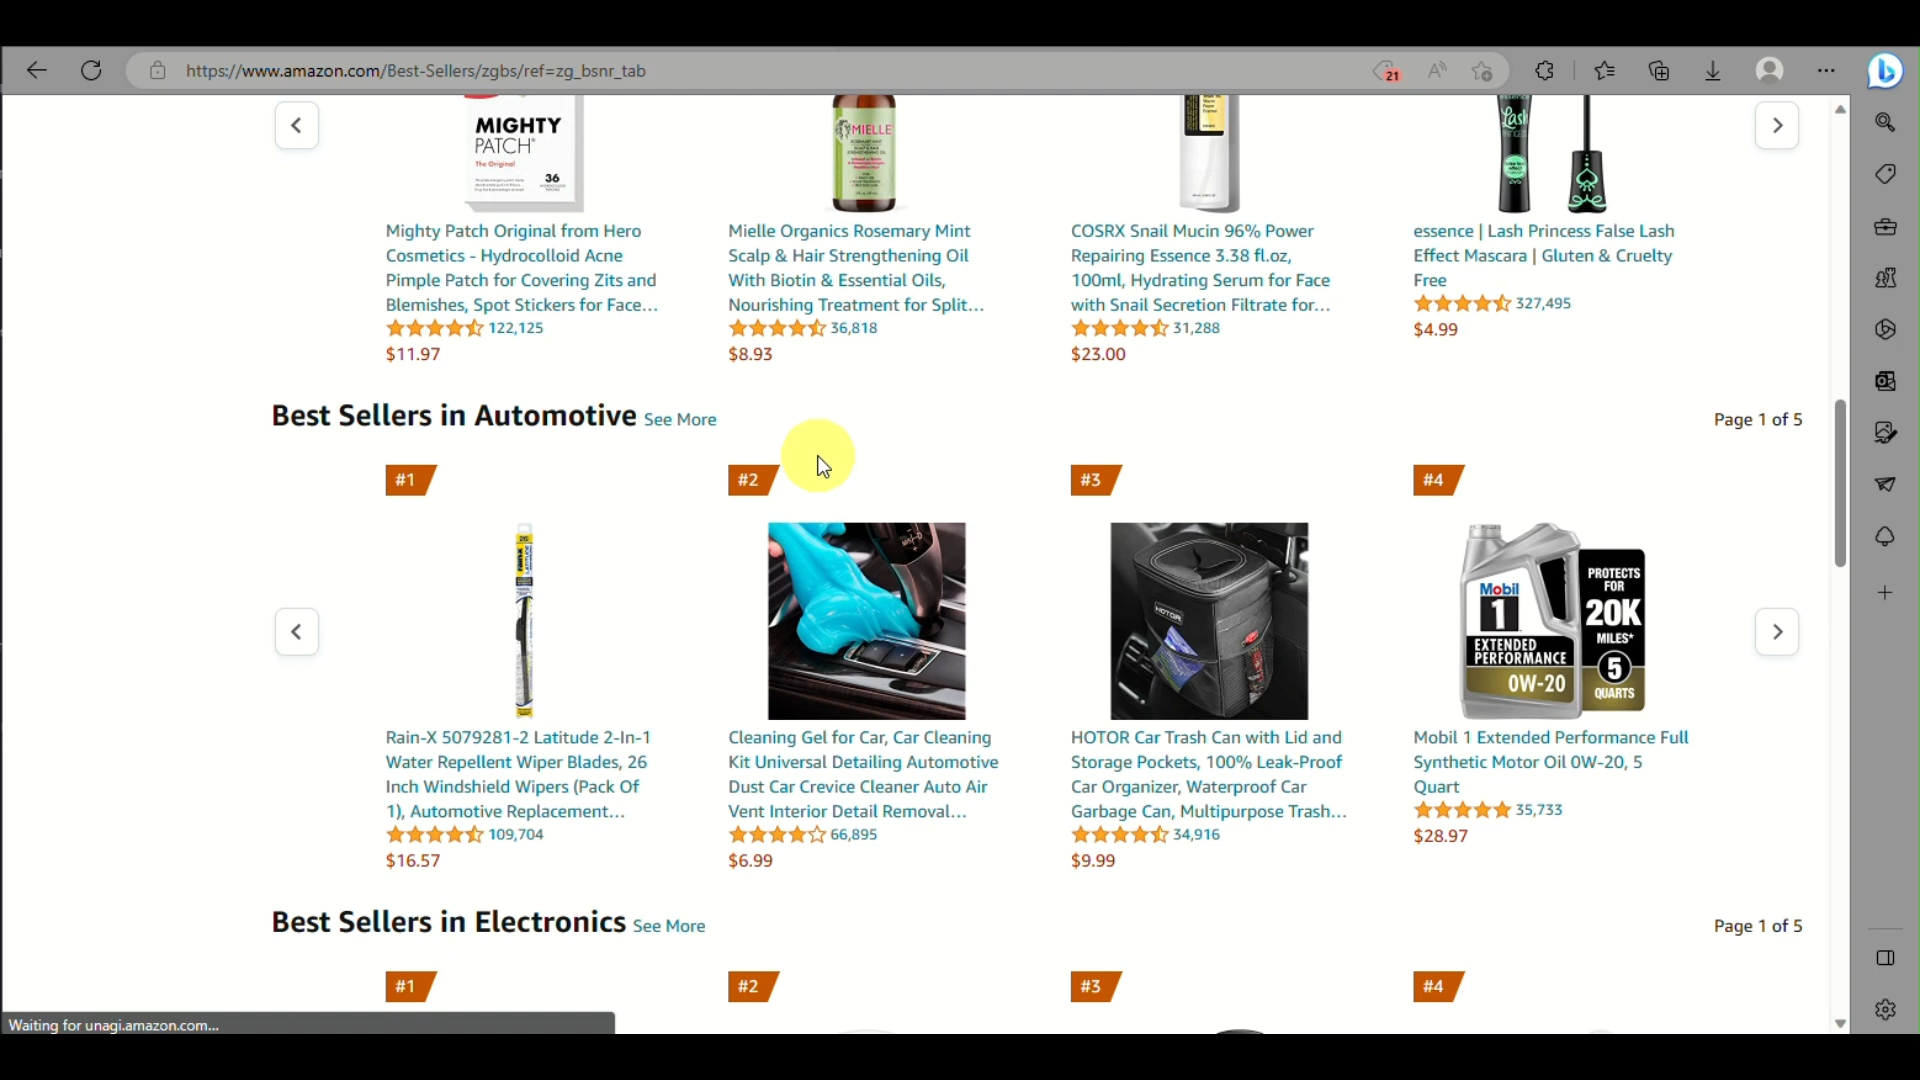 https://www.amazon.com/Best-Sellers/zgbs/ref=zg_bsnr_tab
21
MIGHTY
PATCH
The Original
36
MIELLE
Lash
Mighty Patch Original from Hero
Cosmetics - Hydrocolloid Acne
Pimple Patch for Covering Zits and
Blemishes, Spot Stickers for Face...
122,125
$11.97
Mielle Organics Rosemary Mint
Scalp & Hair Strengthening Oil
With Biotin & Essential Oils,
Nourishing Treatment for Split...
36,818
$8.93
COSRX Snail Mucin 96% Power
Repairing Essence 3.38 fl.oz,
100ml, Hydrating Serum for Face
with Snail Secretion Filtrate for...
31,288
$23.00
essence | Lash Princess False Lash
Effect Mascara | Gluten & Cruelty
Free
327,495
$4.99
Best Sellers in Automotive See More
Page 1 of 5
#1
#2
#3
#4
HOTOR
Mobil
1
EXTENDED
PERFORMANCE
0W-20
PROTECTS
FOR
20K
MILES*
5
QUARTS
Rain-X 5079281-2 Latitude 2-In-1
Water Repellent Wiper Blades, 26
Inch Windshield Wipers (Pack Of
1), Automotive Replacement...
109,704
$16.57
Cleaning Gel for Car, Car Cleaning
Kit Universal Detailing Automotive
Dust Car Crevice Cleaner Auto Air
Vent Interior Detail Removal...
66,895
$6.99
HOTOR Car Trash Can with Lid and
Storage Pockets, 100% Leak-Proof
Car Organizer, Waterproof Car
Garbage Can, Multipurpose Trash...
34,916
$9.99
Mobil 1 Extended Performance Full
Synthetic Motor Oil 0W-20, 5
Quart
35,733
$28.97
Best Sellers in Electronics See More
Page 1 of 5
#1
#2
#3
#4
Waiting for unagi.amazon.com...